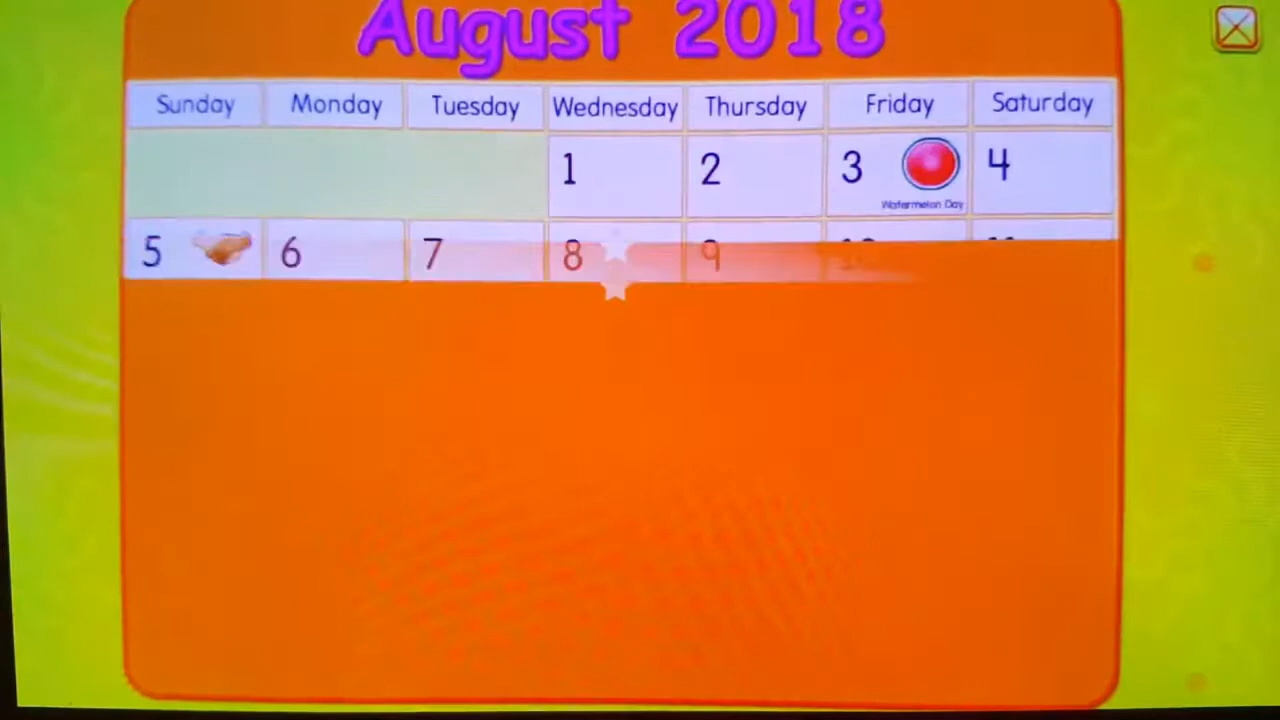 August 2018
Sunday Monday Tuesday Wednesday Thursday Friday Saturday
1 2 3 4
Watermelon Day
5 6 7 8 9 10